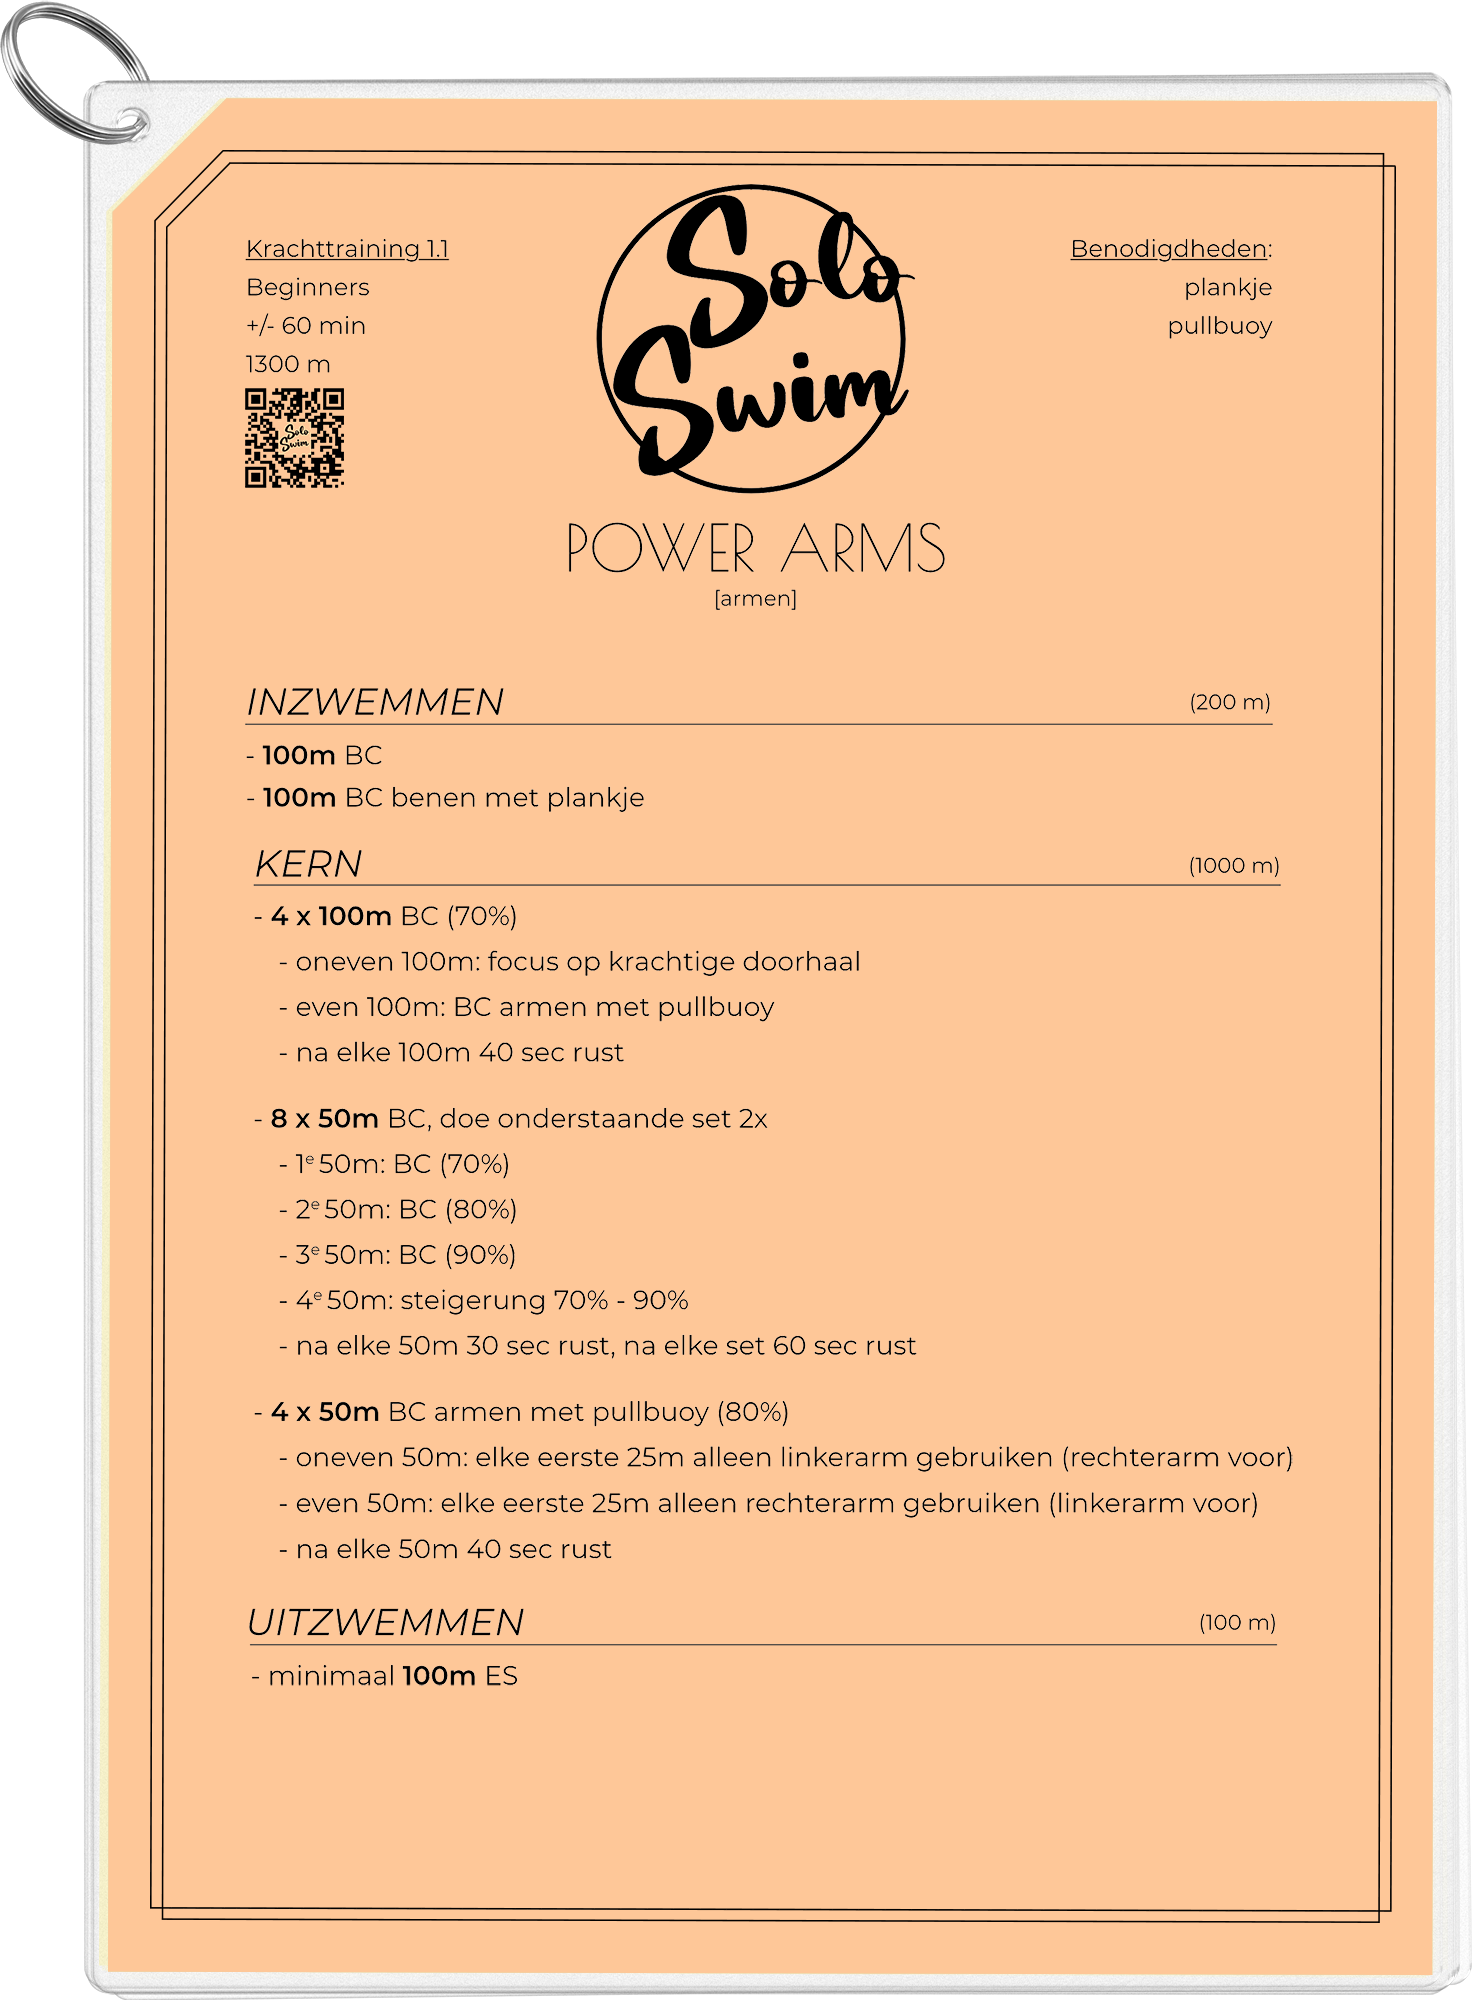 Krachttraining 1.1
Beginners
+/- 60 min
1300 m
Solo
Swim
Solo
Swim
Benodigdheden:
plankje
pullbuoy
POWER ARMS
[armen]
INZWEMMEN (200 m)
- 100m BC
- 100m BC benen met plankje
KERN (1000 m)
- 4 x 100m BC (70%)
- oneven 100m: focus op krachtige doorhaal
- even 100m: BC armen met pullbuoy
- na elke 100m 40 sec rust
- 8 x 50m BC, doe onderstaande set 2x
- 1e 50m: BC (70%)
- 2e 50m: BC (80%)
- 3e 50m: BC (90%)
- 4e 50m: steigerung 70% - 90%
- na elke 50m 30 sec rust, na elke set 60 sec rust
- 4 x 50m BC armen met pullbuoy (80%)
- oneven 50m: elke eerste 25m alleen linkerarm gebruiken (rechterarm voor)
- even 50m: elke eerste 25m alleen rechterarm gebruiken (linkerarm voor)
- na elke 50m 40 sec rust
UITZWEMMEN (100 m)
- minimaal 100m ES